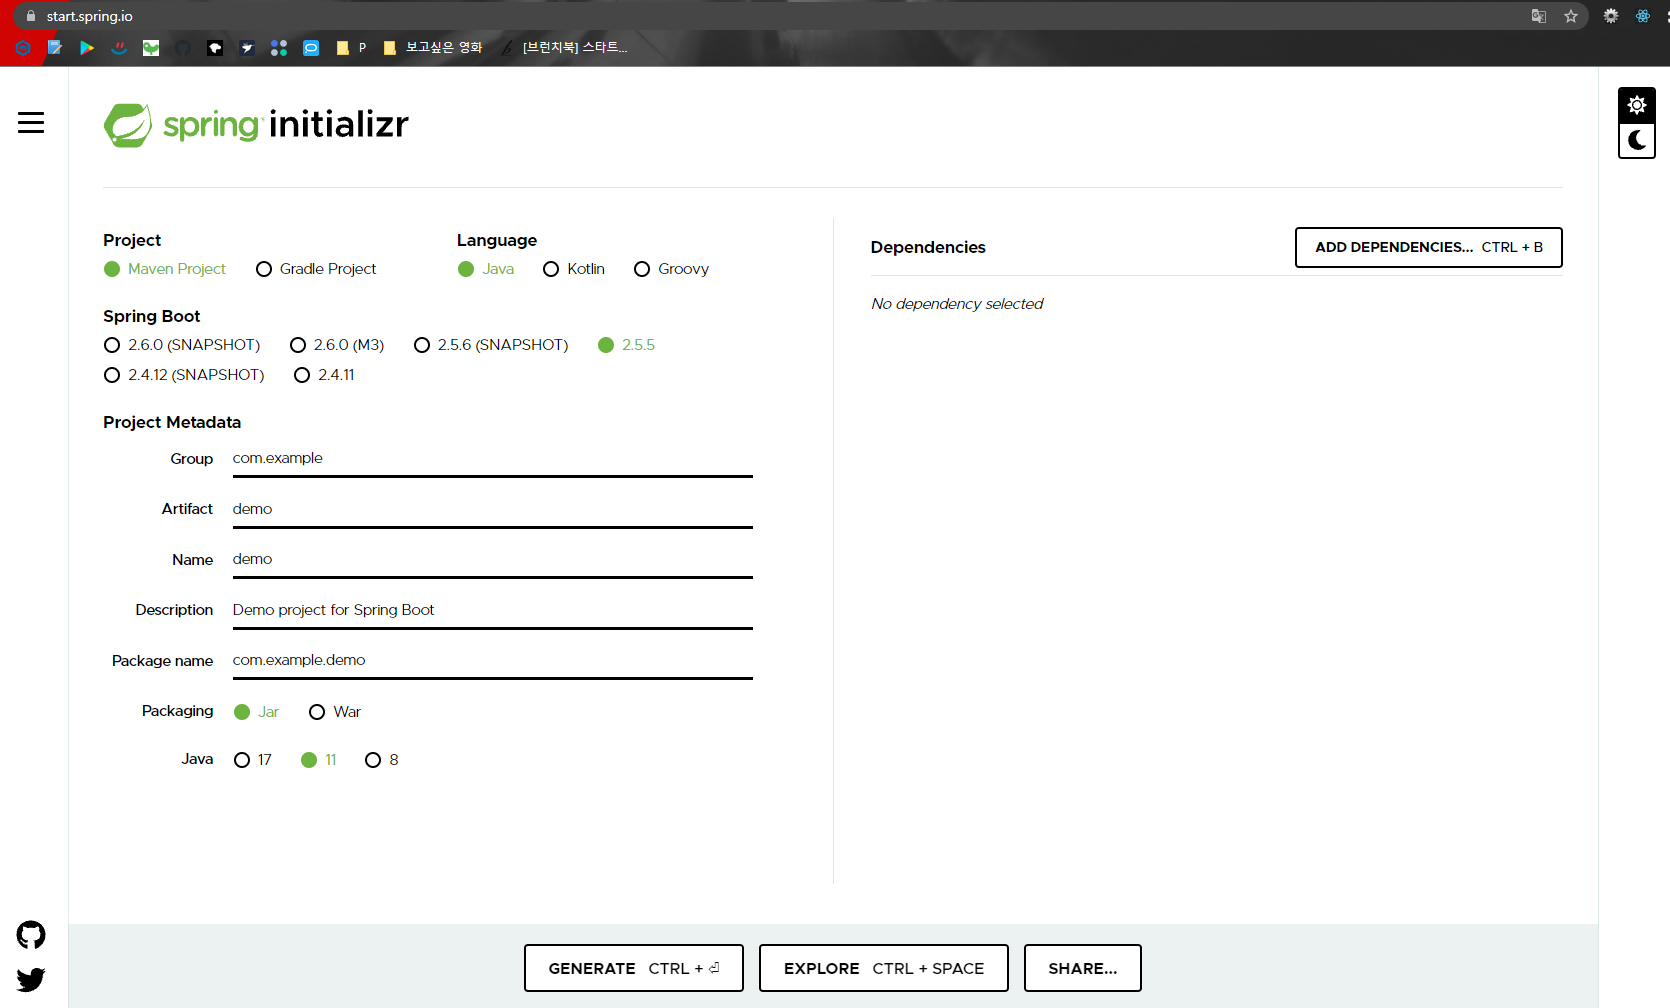 start.spring.io
P 보고싶은 영화 [브런치북] 스타트...
spring initializr
Project
Maven Project Gradle Project
Language
Java Kotlin Groovy
Spring Boot
2.6.0 (SNAPSHOT) 2.6.0 (M3) 2.5.6 (SNAPSHOT) 2.5.5
2.4.12 (SNAPSHOT) 2.4.11
Project Metadata
Group com.example
Artifact demo
Name demo
Description Demo project for Spring Boot
Package name com.example.demo
Packaging Jar War
Java 17 11 8
Dependencies
ADD DEPENDENCIES... CTRL + B
No dependency selected
GENERATE CTRL + ⏎
EXPLORE CTRL + SPACE
SHARE...